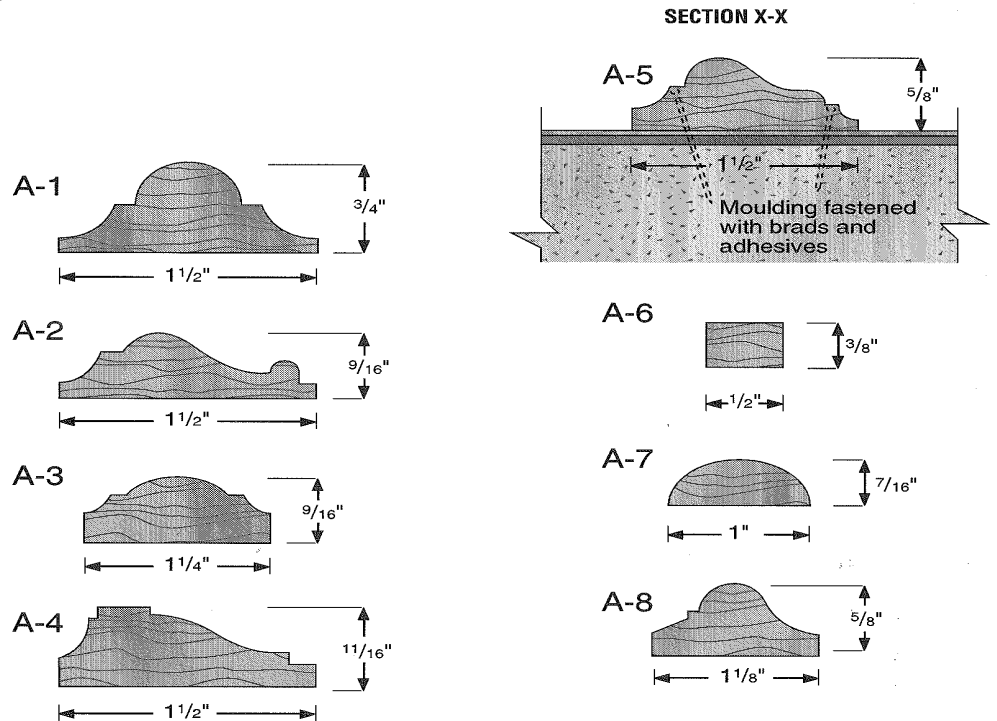 SECTION X-X
A-1
3/4"
1 1/2"
A-2
9/16"
1 1/2"
A-3
9/16"
1 1/4"
A-4
11/16"
1 1/2"
A-5
5/8"
1 1/2"
Moulding fastened
with brads and
adhesives
A-6
3/8"
1/2"
A-7
7/16"
1"
A-8
5/8"
1 1/8"